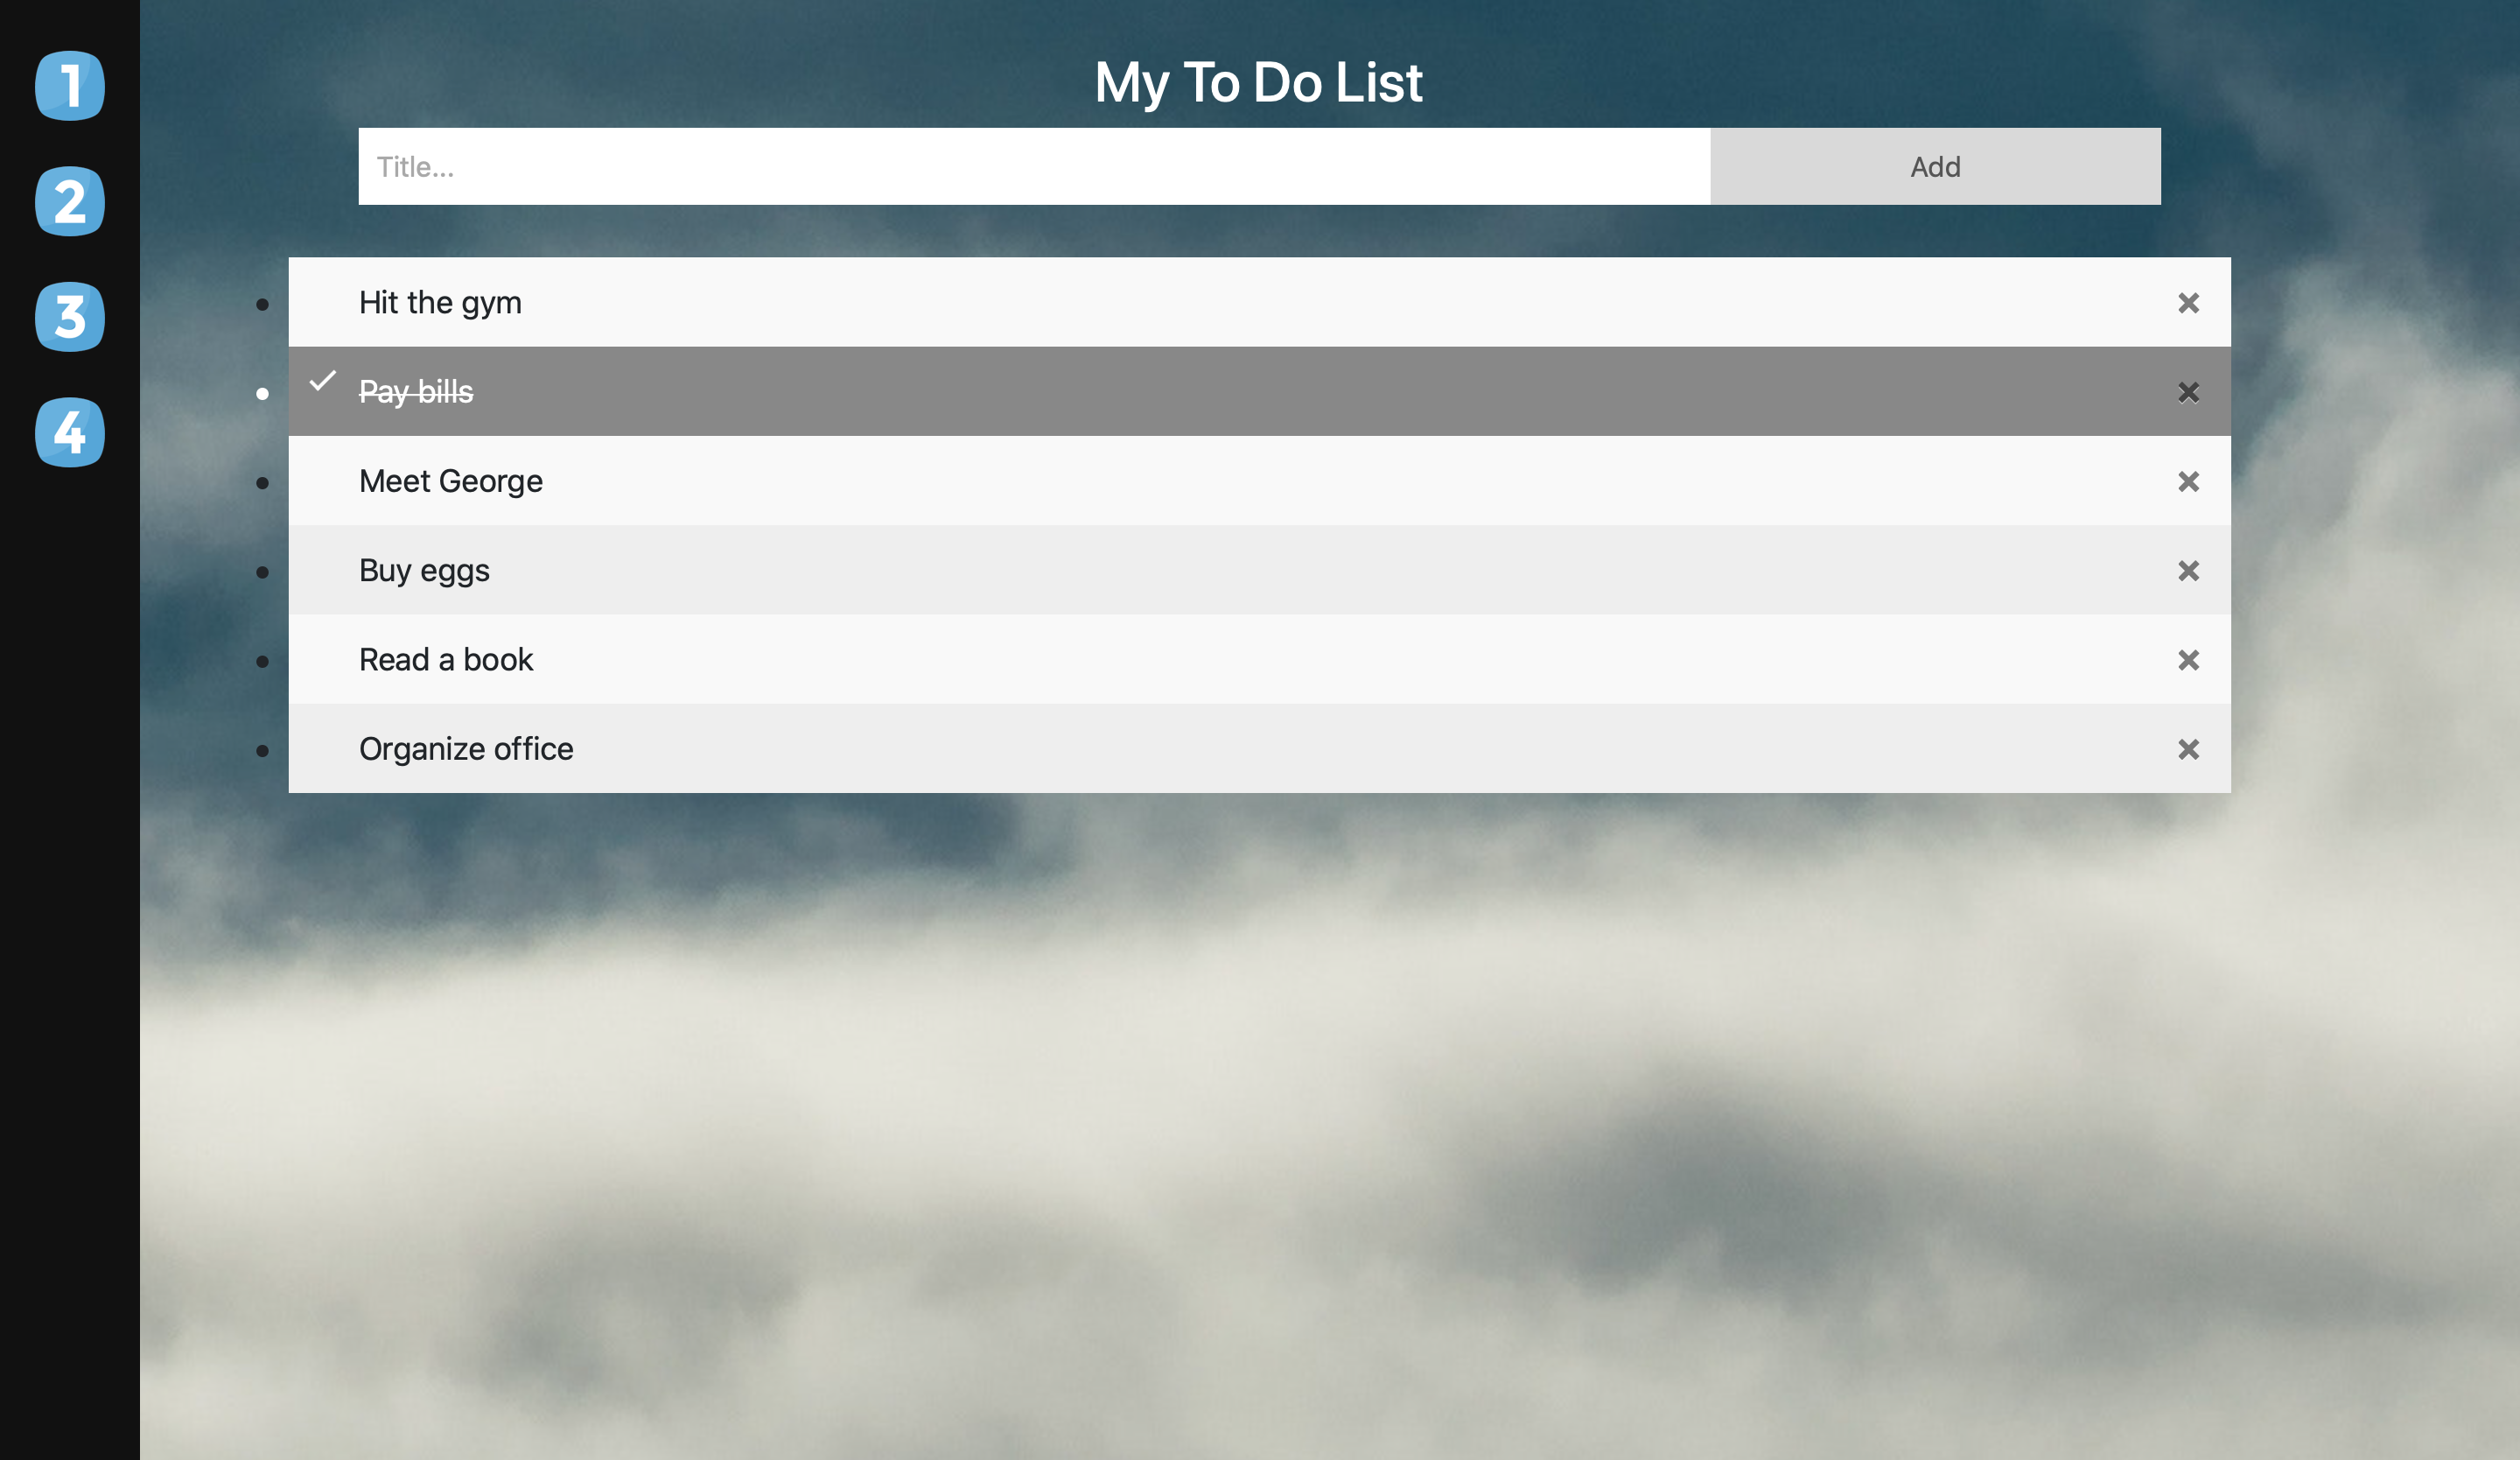 1
2
3
4
My To Do List
Title...
Add
Hit the gym
Pay bills
Meet George
Buy eggs
Read a book
Organize office